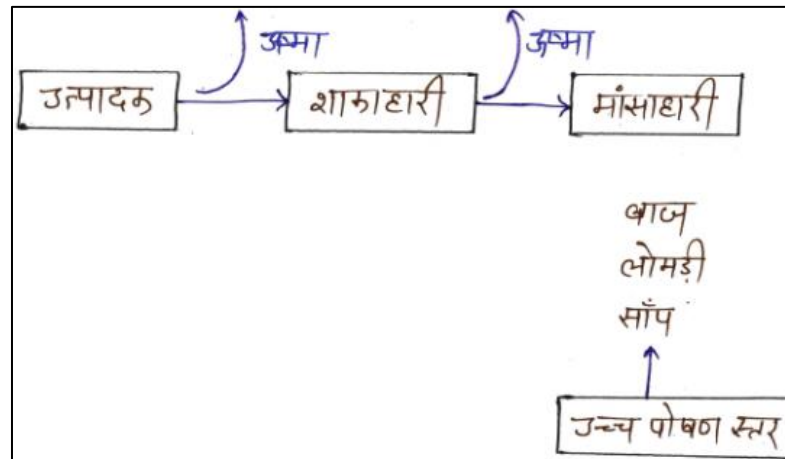 ऊष्मा ऊष्मा
उत्पादक शाकाहारी मांसाहारी
बाज
लोमड़ी
साँप
उच्च पोषण स्तर